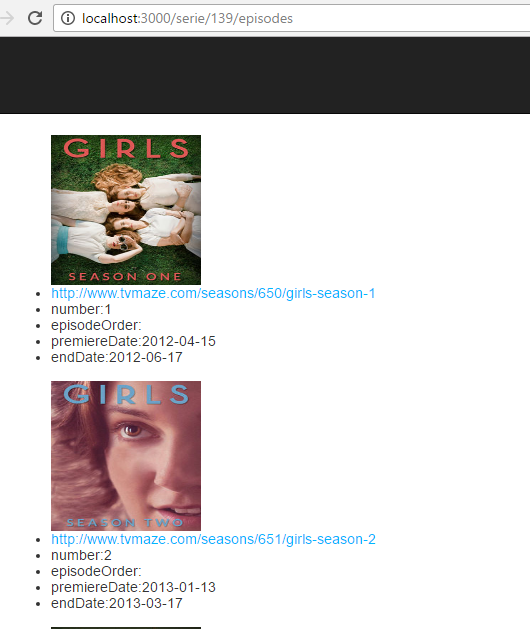 localhost:3000/serie/139/episodes
GIRLS
SEASON ONE
http://www.tvmaze.com/seasons/650/girls-season-1
number:1
episodeOrder:
premiereDate:2012-04-15
endDate:2012-06-17
GIRLS
SEASON TWO
http://www.tvmaze.com/seasons/651/girls-season-2
number:2
episodeOrder:
premiereDate:2013-01-13
endDate:2013-03-17